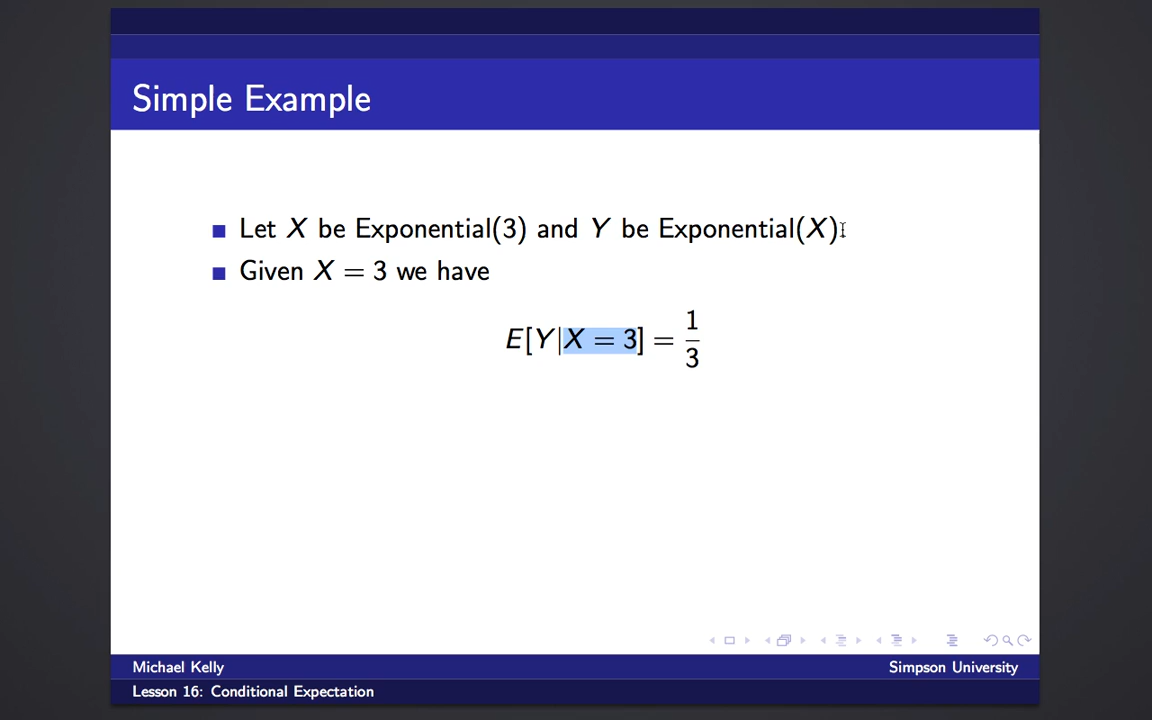 Simple Example
Let X be Exponential(3) and Y be Exponential(X)
Given X = 3 we have
E[Y|X = 3] = 1/3
Michael Kelly
Simpson University
Lesson 16: Conditional Expectation